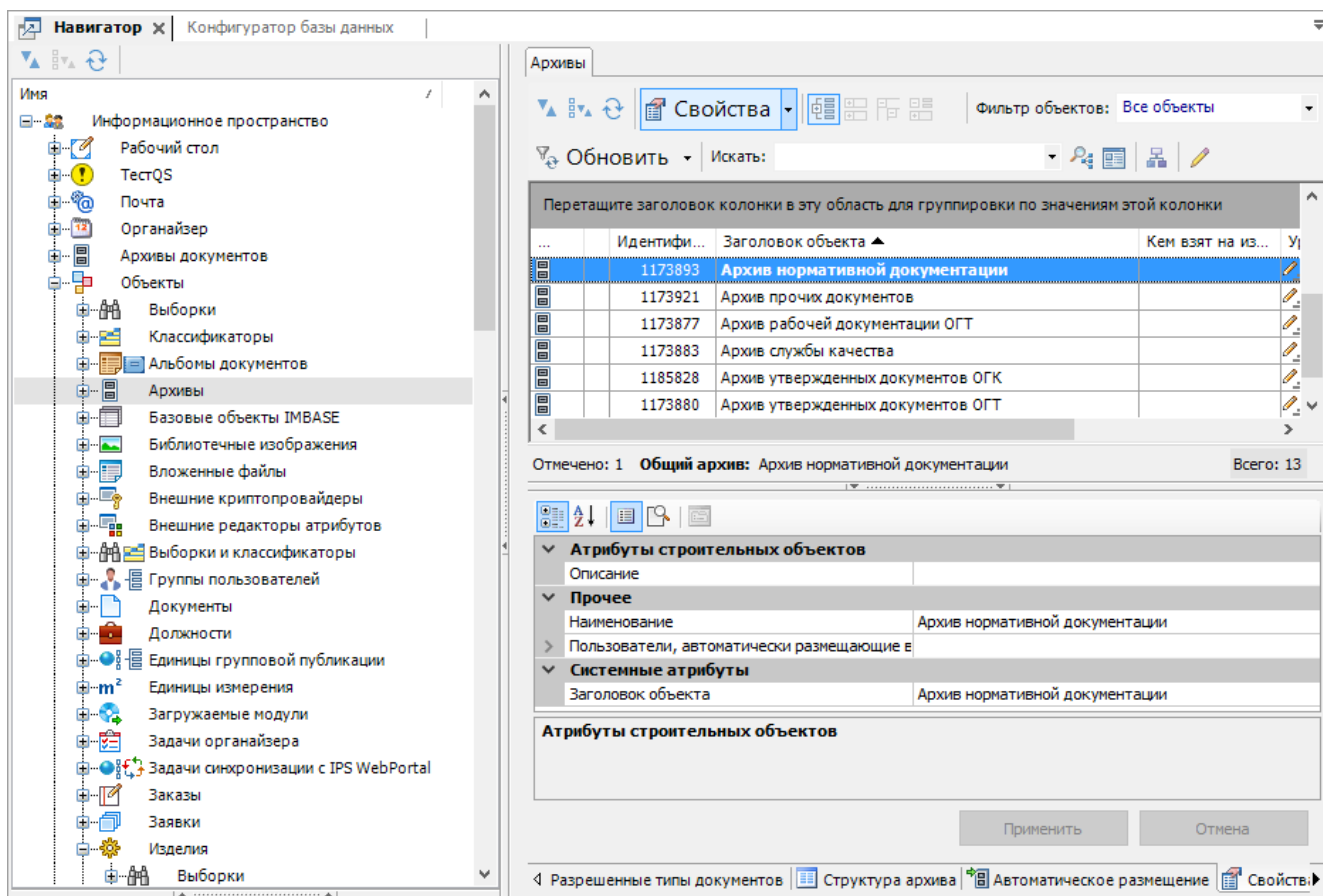 Навигатор
Конфигуратор базы данных
Имя
Информационное пространство
Рабочий стол
ТестQS
Почта
Органайзер
Архивы документов
Объекты
Выборки
Классификаторы
Альбомы документов
Архивы
Базовые объекты IMBASE
Библиотечные изображения
Вложенные файлы
Внешние криптопровайдеры
Внешние редакторы атрибутов
Выборки и классификаторы
Группы пользователей
Документы
Должности
Единицы групповой публикации
m² Единицы измерения
Загружаемые модули
Задачи органайзера
Задачи синхронизации с IPS WebPortal
Заказы
Заявки
Изделия
Выборки
Архивы
Свойства Фильтр объектов: Все объекты
Обновить Искать:
Перетащите заголовок колонки в эту область для группировки по значениям этой колонки
... Идентифи... Заголовок объекта Кем взят на из...
1173893 Архив нормативной документации
1173921 Архив прочих документов
1173877 Архив рабочей документации ОГТ
1173883 Архив службы качества
1185828 Архив утвержденных документов ОГК
1173880 Архив утвержденных документов ОГТ
Отмечено: 1 Общий архив: Архив нормативной документации Всего: 13
Атрибуты строительных объектов
Описание
Прочее
Наименование Архив нормативной документации
Пользователи, автоматически размещающие в
Системные атрибуты
Заголовок объекта Архив нормативной документации
Атрибуты строительных объектов
Применить Отмена
Разрешенные типы документов Структура архива Автоматическое размещение Свойства